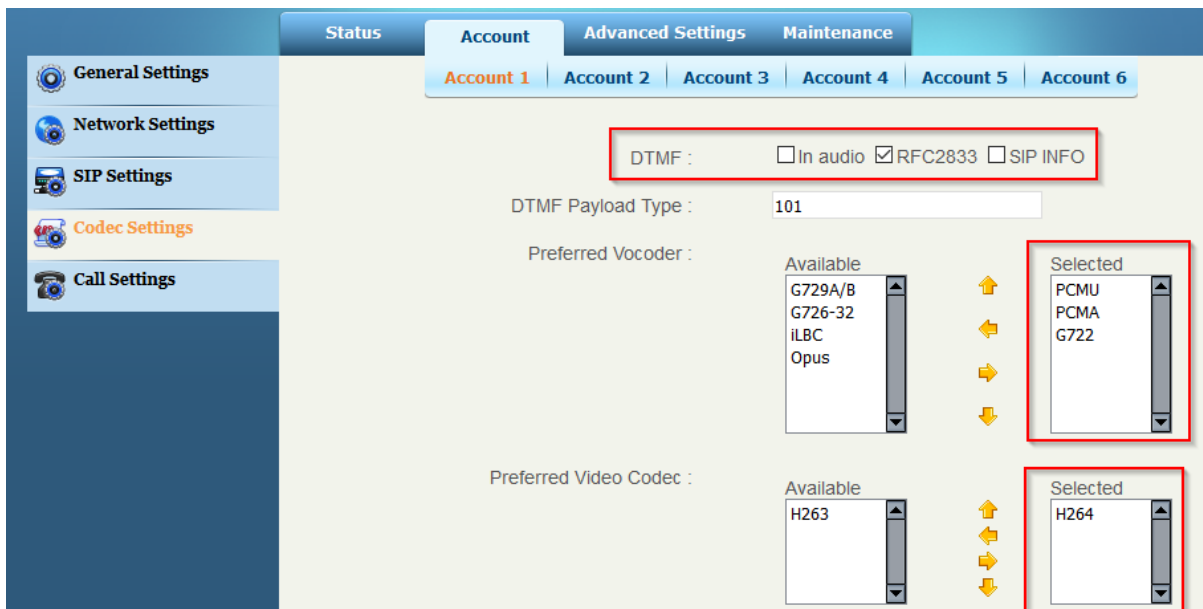 Status Account Advanced Settings Maintenance
General Settings
Account 1 Account 2 Account 3 Account 4 Account 5 Account 6
Network Settings
SIP Settings
Codec Settings
Call Settings
DTMF : In audio RFC2833 SIP INFO
DTMF Payload Type : 101
Preferred Vocoder :
Available Selected
G729A/B PCMU
G726-32 PCMA
iLBC G722
Opus
Preferred Video Codec :
Available Selected
H263 H264